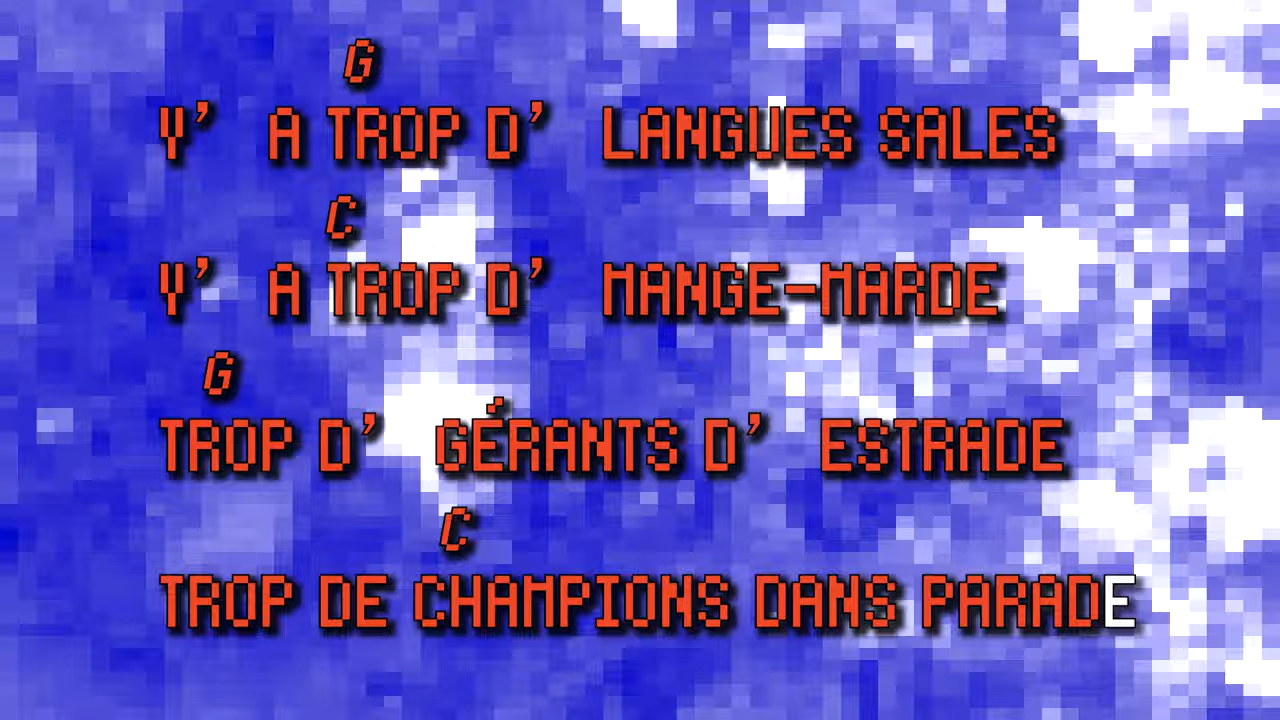 G
Y' A TROP D' LANGUES SALES
C
Y' A TROP D' MANGE-MARDE
G
TROP D' GÉRANTS D' ESTRADE
C
TROP DE CHAMPIONS DANS PARADE